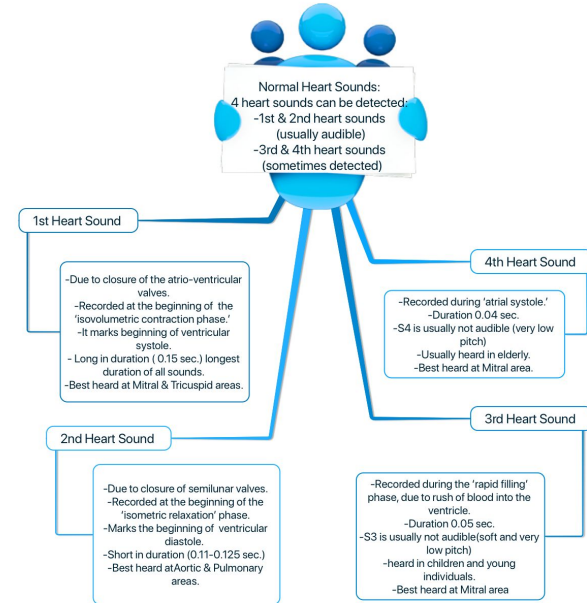 Normal Heart Sounds:
4 heart sounds can be detected:
-1st & 2nd heart sounds
(usually audible)
-3rd & 4th heart sounds
(sometimes detected)
1st Heart Sound
-Due to closure of the atrio-ventricular
valves.
-Recorded at the beginning of the
'isovolumetric contraction phase.'
-It marks beginning of ventricular
systole.
- Long in duration ( 0.15 sec.) longest
duration of all sounds.
-Best heard at Mitral & Tricuspid areas.
2nd Heart Sound
-Due to closure of semilunar valves.
-Recorded at the beginning of the
'isometric relaxation' phase.
-Marks the beginning of ventricular
diastole.
-Short in duration (0.11-0.125 sec.)
-Best heard atAortic & Pulmonary
areas.
4th Heart Sound
-Recorded during 'atrial systole.'
-Duration 0.04 sec.
-S4 is usually not audible (very low
pitch)
-Usually heard in elderly.
-Best heard at Mitral area.
3rd Heart Sound
-Recorded during the 'rapid filling'
phase, due to rush of blood into the
ventricle.
-Duration 0.05 sec.
-S3 is usually not audible(soft and very
low pitch)
-heard in children and young
individuals.
-Best heard at Mitral area